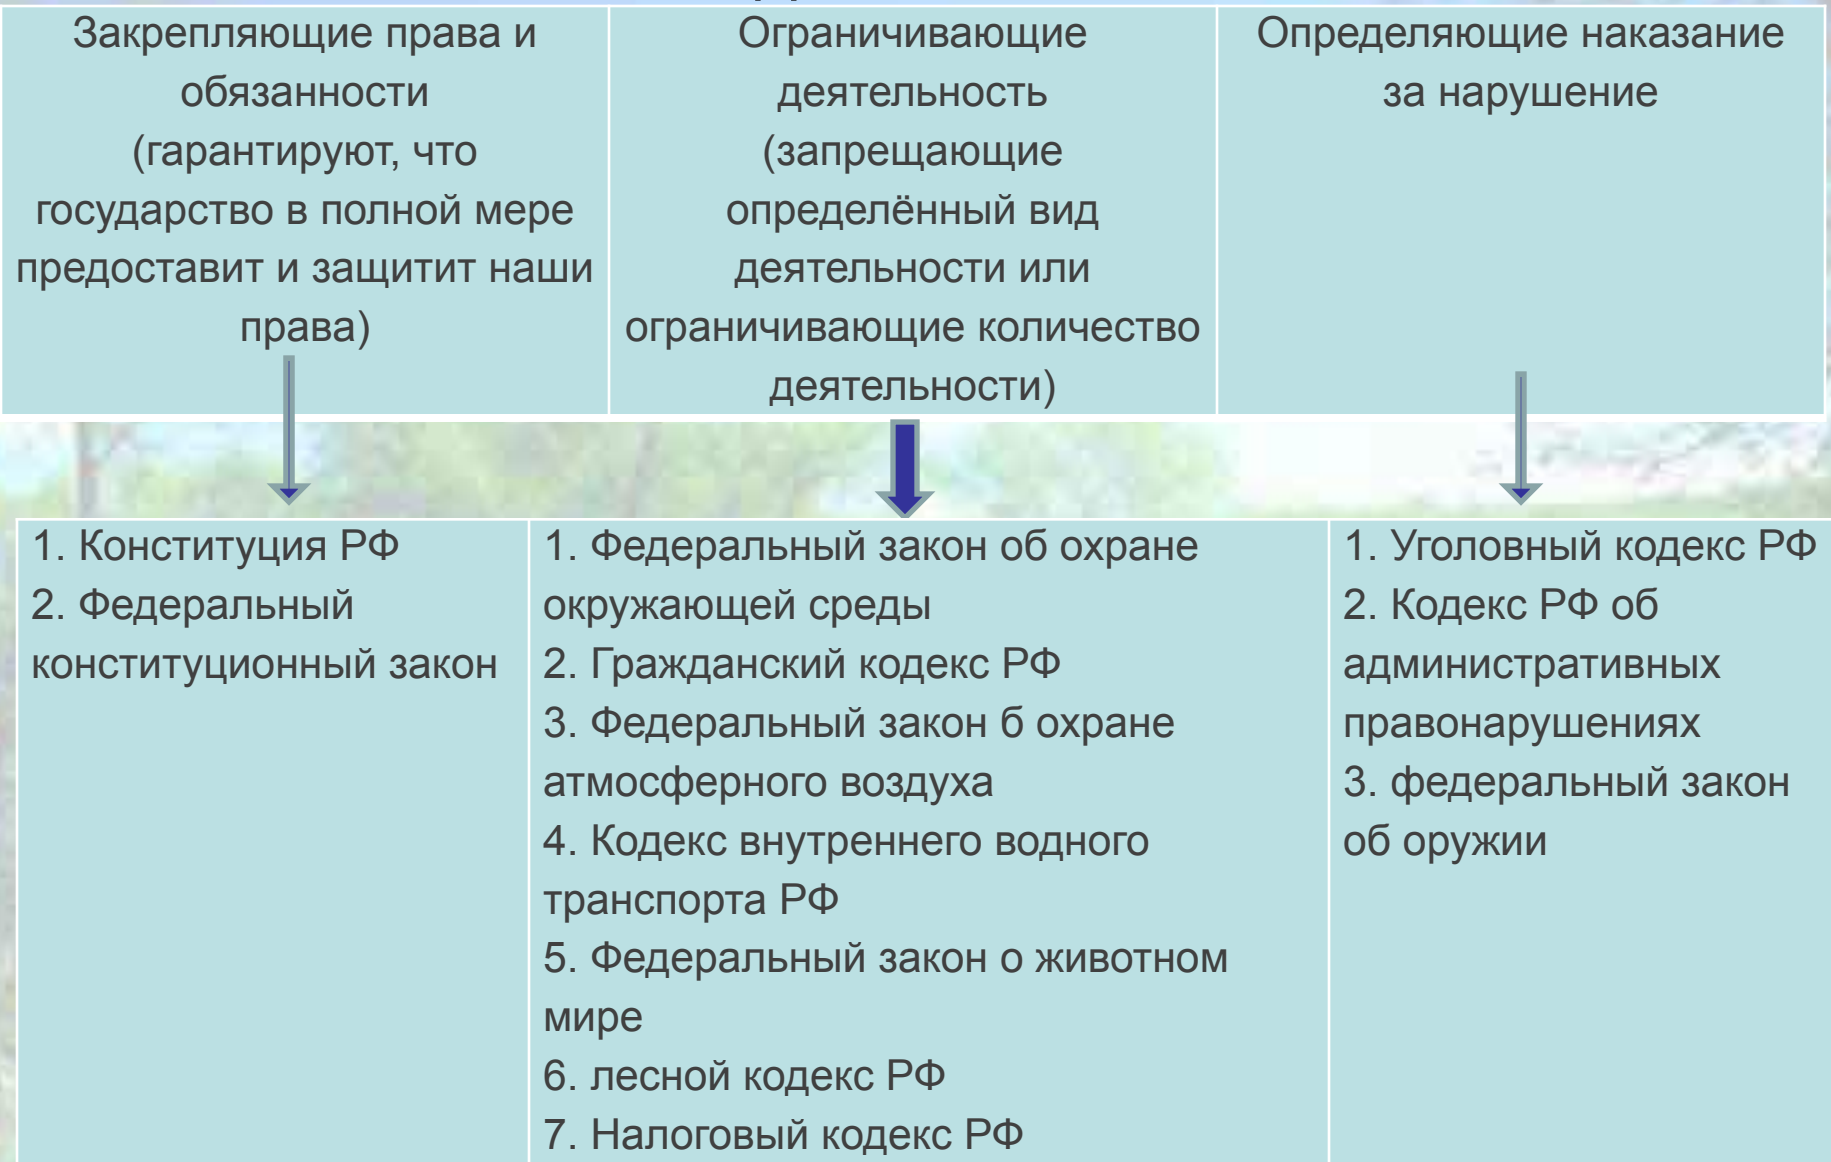 Закрепляющие права и
обязанности
(гарантируют, что
государство в полной мере
предоставит и защитит наши
права)
Ограничивающие
деятельность
(запрещающие
определённый вид
деятельности или
ограничивающие количество
деятельности)
Определяющие наказание
за нарушение
1. Конституция РФ
2. Федеральный
конституционный закон
1. Федеральный закон об охране
окружающей среды
2. Гражданский кодекс РФ
3. Федеральный закон б охране
атмосферного воздуха
4. Кодекс внутреннего водного
транспорта РФ
5. Федеральный закон о животном
мире
6. лесной кодекс РФ
7. Налоговый кодекс РФ
1. Уголовный кодекс РФ
2. Кодекс РФ об
административных
правонарушениях
3. федеральный закон
об оружии